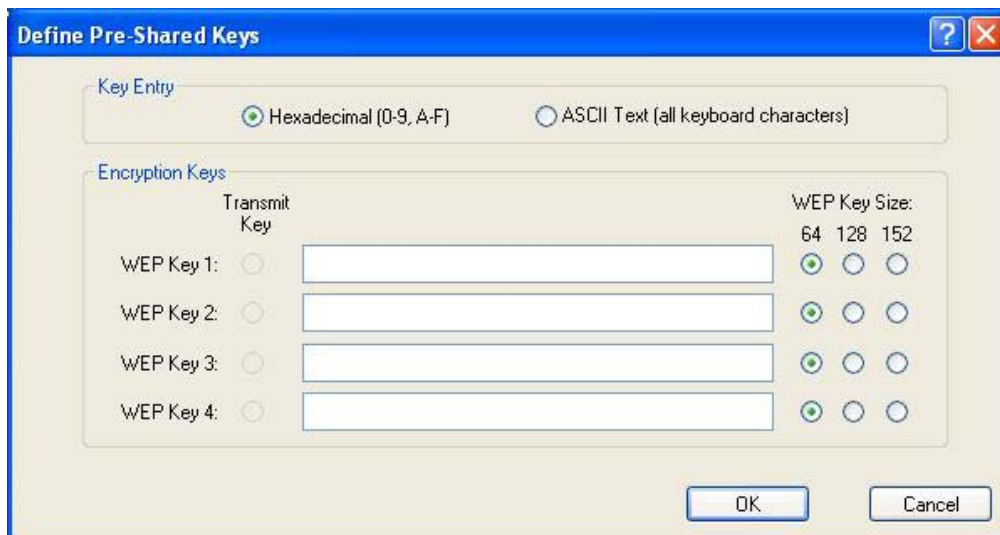 Define Pre-Shared Keys
Key Entry
Hexadecimal (0-9, A-F) ASCII Text (all keyboard characters)
Encryption Keys
Transmit Key WEP Key Size:
64 128 152
WEP Key 1:
WEP Key 2:
WEP Key 3:
WEP Key 4:
OK Cancel